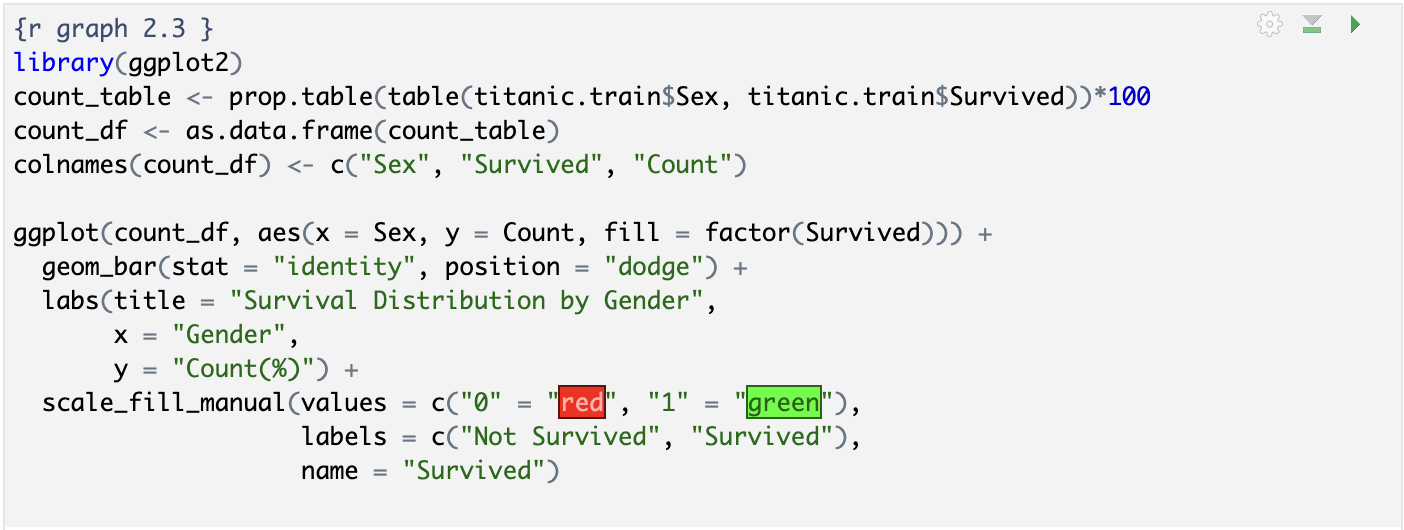 {r graph 2.3 }
library(ggplot2)
count_table <- prop.table(table(titanic.train$Sex, titanic.train$Survived))*100
count_df <- as.data.frame(count_table)
colnames(count_df) <- c("Sex", "Survived", "Count")
ggplot(count_df, aes(x = Sex, y = Count, fill = factor(Survived))) +
  geom_bar(stat = "identity", position = "dodge") +
  labs(title = "Survival Distribution by Gender",
       x = "Gender",
       y = "Count(%)") +
  scale_fill_manual(values = c("0" = "red", "1" = "green"),
                    labels = c("Not Survived", "Survived"),
                    name = "Survived")